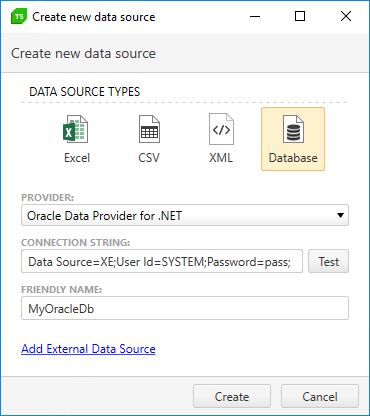 TS
Create new data source
Create new data source
DATA SOURCE TYPES
Excel CSV XML Database
PROVIDER:
Oracle Data Provider for .NET
CONNECTION STRING:
Data Source=XE;User Id=SYSTEM;Password=pass; Test
FRIENDLY NAME:
MyOracleDb
Add External Data Source
Create Cancel